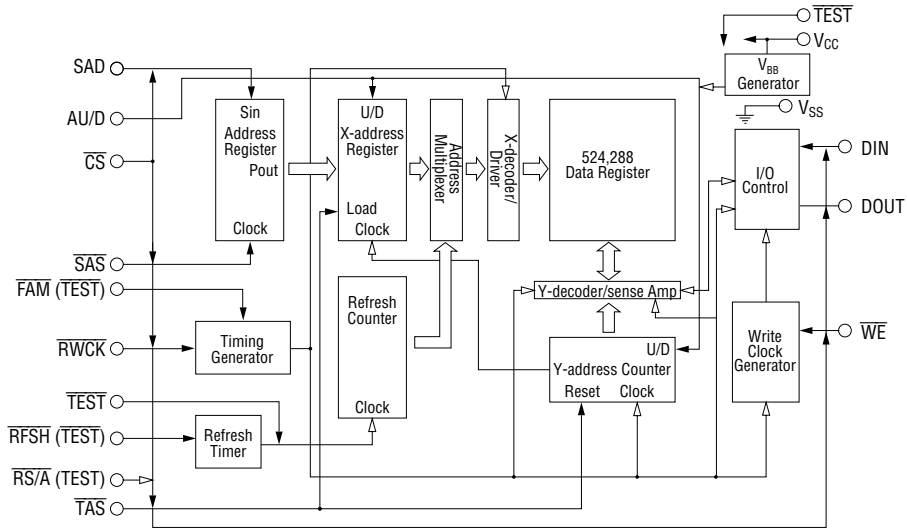 TEST
VCC
VBB
Generator
VSS
SAD
AU/D
CS
SAS
FAM (TEST)
RWCK
TEST
RFSH (TEST)
RS/A (TEST)
TAS
Sin
Address
Register
Pout
Clock
U/D
X-address
Register
Load
Clock
Address
Multiplexer
X-decoder/
Driver
524,288
Data Register
I/O
Control
DIN
DOUT
WE
Refresh
Counter
Clock
Y-decoder/sense Amp
Timing
Generator
U/D
Y-address Counter
Reset Clock
Write
Clock
Generator
Refresh
Timer